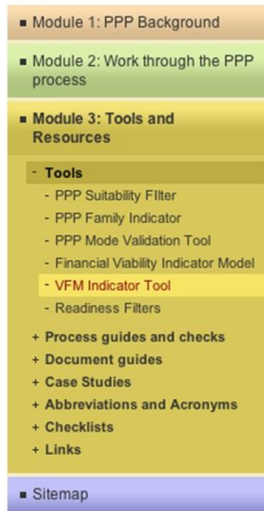 Module 1: PPP Background
Module 2: Work through the PPP
process
Module 3: Tools and
Resources
- Tools
- PPP Suitability FIlter
- PPP Family Indicator
- PPP Mode Validation Tool
- Financial Viability Indicator Model
- VFM Indicator Tool
- Readiness Filters
+ Process guides and checks
+ Document guides
+ Case Studies
+ Abbreviations and Acronyms
+ Checklists
+ Links
Sitemap